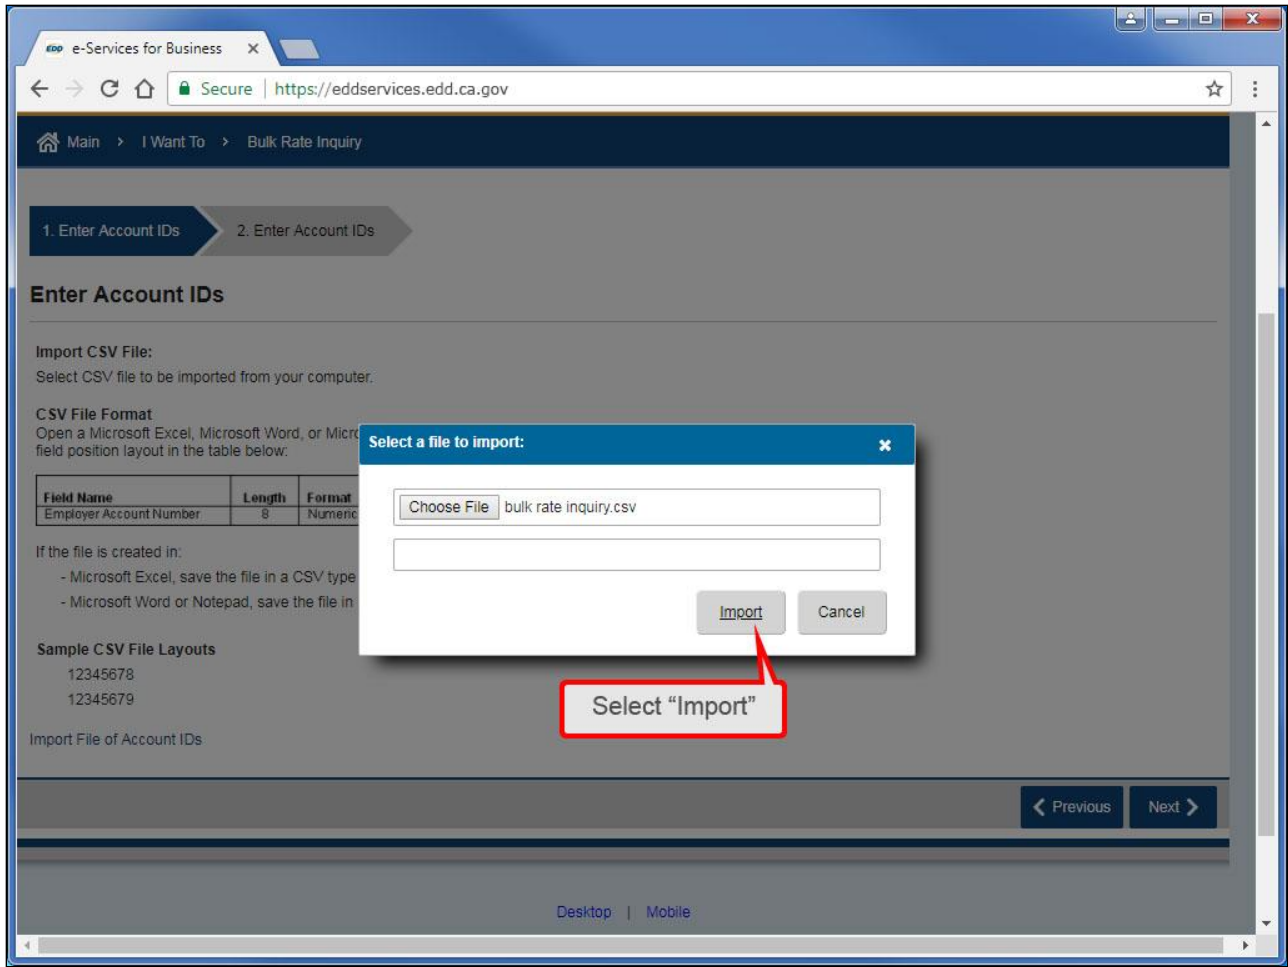 EDD e-Services for Business
Secure | https://eddservices.edd.ca.gov
Main > I Want To > Bulk Rate Inquiry
1. Enter Account IDs
2. Enter Account IDs
Enter Account IDs
Import CSV File:
Select CSV file to be imported from your computer.
CSV File Format
Open a Microsoft Excel, Microsoft Word, or Micro
field position layout in the table below:
Field Name Length Format
Employer Account Number 8 Numeric
If the file is created in:
- Microsoft Excel, save the file in a CSV type
- Microsoft Word or Notepad, save the file in
Sample CSV File Layouts
12345678
12345679
Import File of Account IDs
Select a file to import:
Choose File bulk rate inquiry.csv
Import Cancel
Select “Import”
Previous Next
Desktop | Mobile